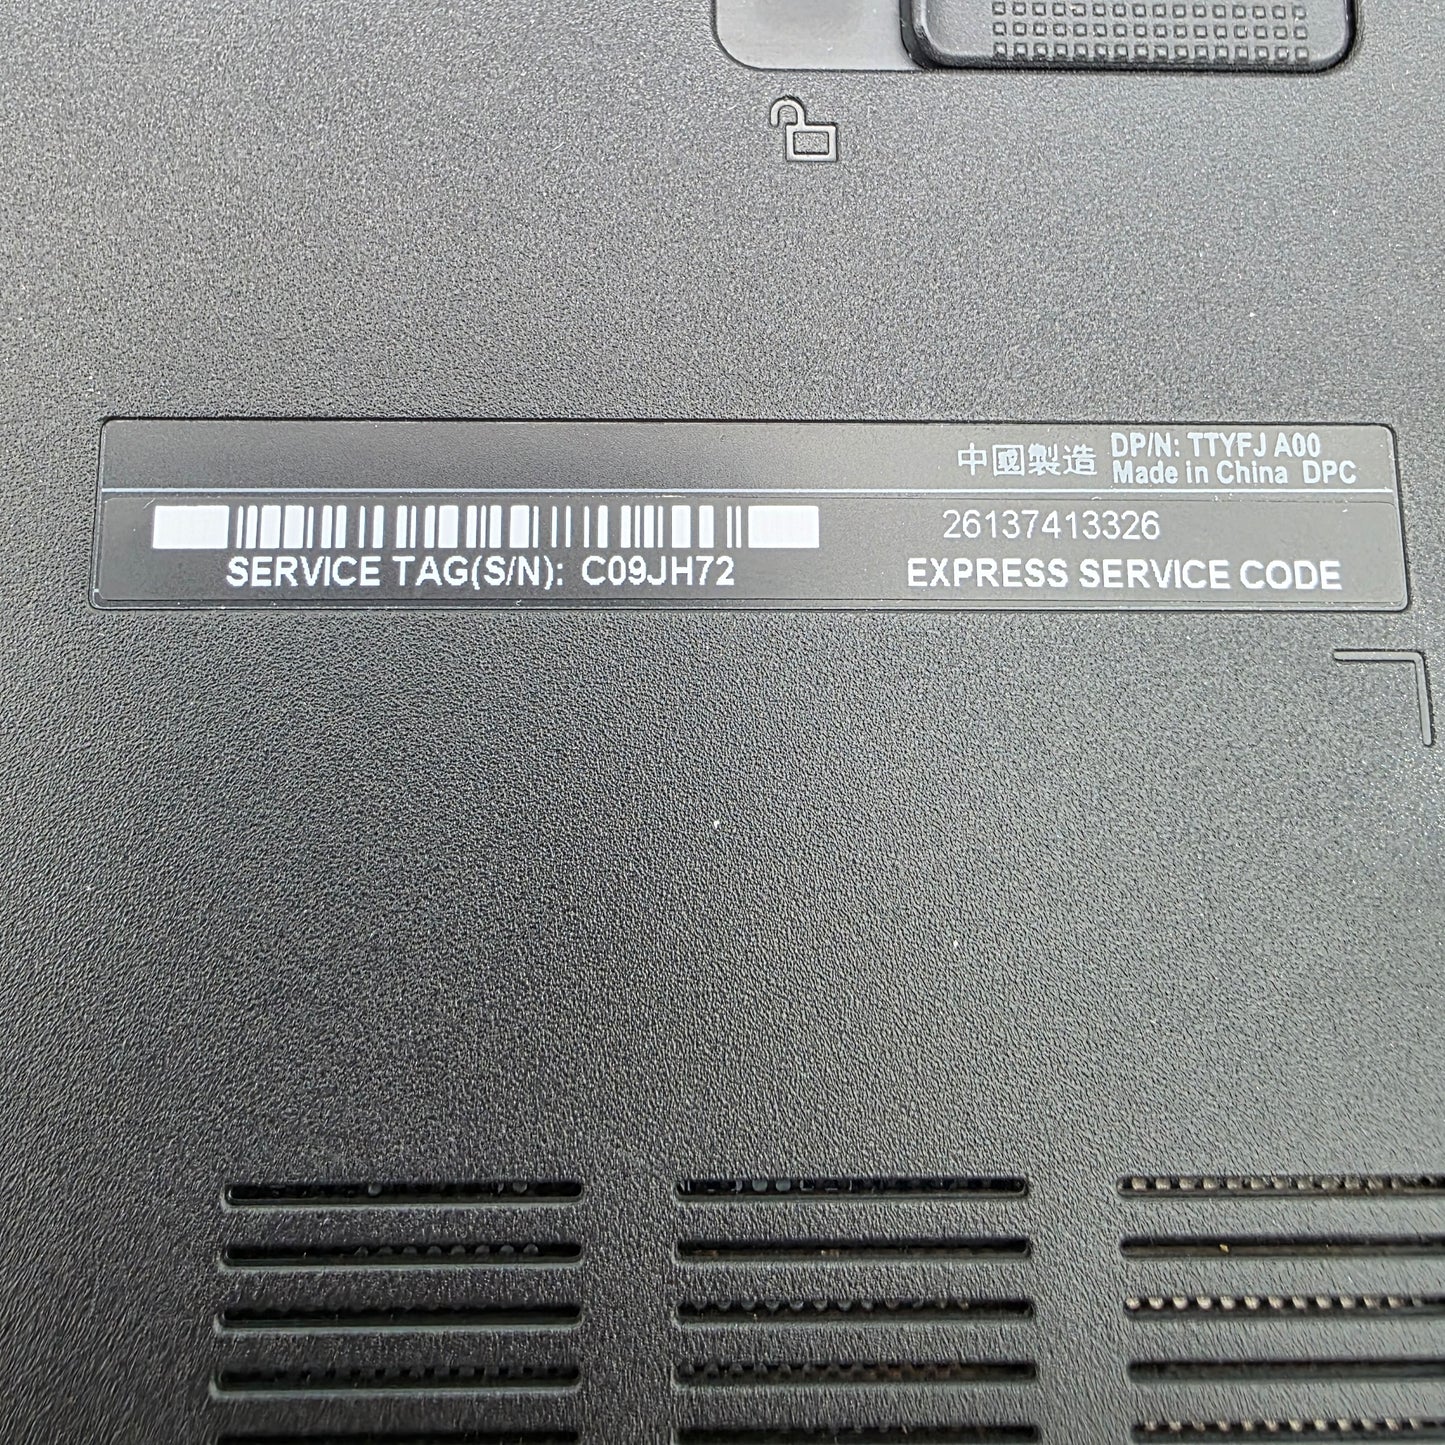 中國製造 DP/N: TTYFJ A00
Made in China DPC
26137413326
SERVICE TAG(S/N): C09JH72 EXPRESS SERVICE CODE